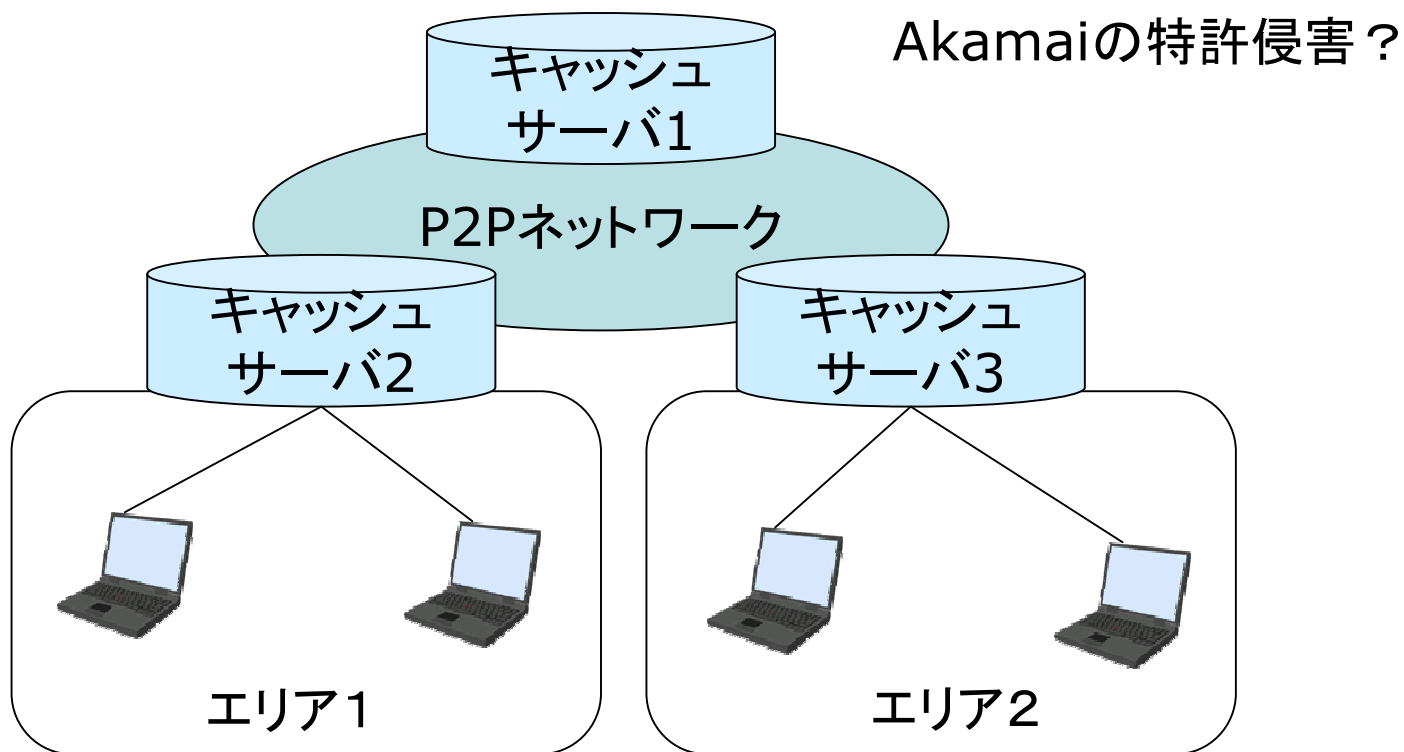 Akamaiの特許侵害？
キャッシュ
サーバ1
P2Pネットワーク
キャッシュ
サーバ2
キャッシュ
サーバ3
エリア１
エリア２